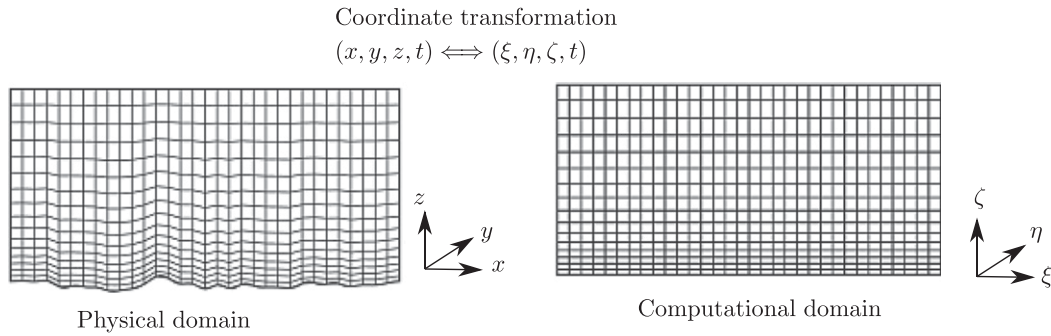 Coordinate transformation
(x, y, z, t) ⟺ (ξ, η, ζ, t)
z
y
x
ζ
η
ξ
Physical domain
Computational domain